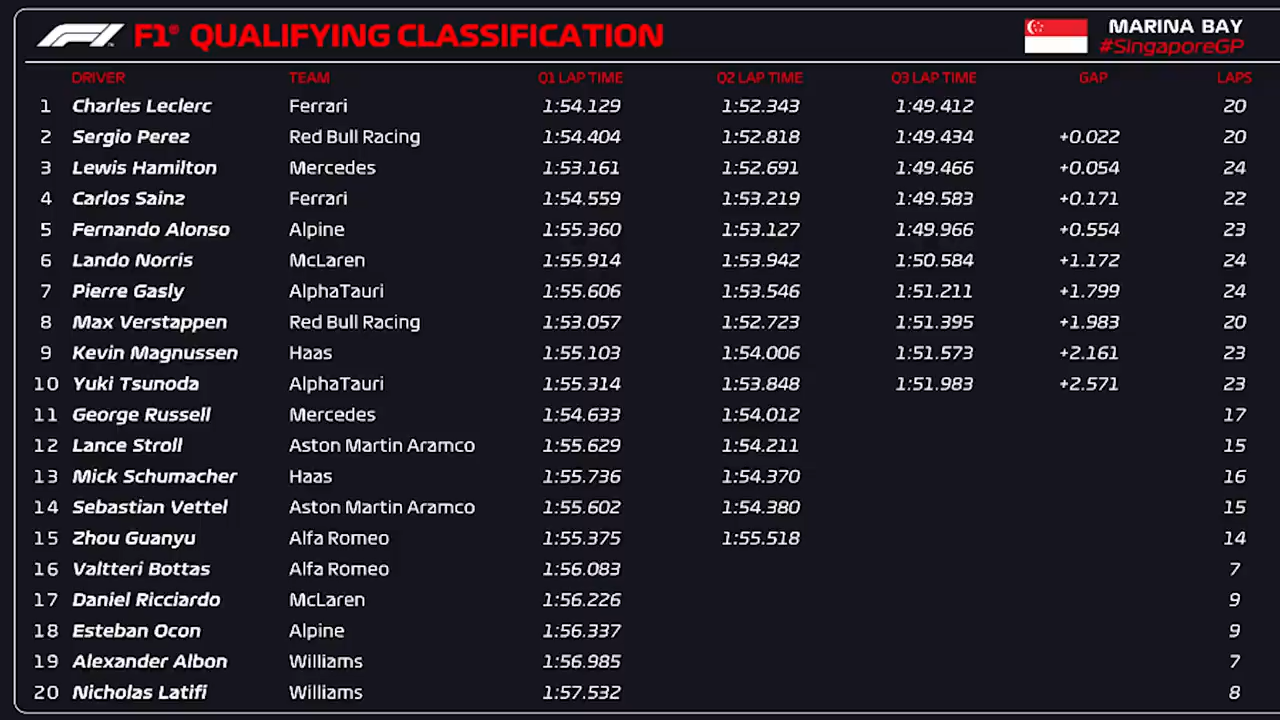 F1® QUALIFYING CLASSIFICATION
MARINA BAY
#SingaporeGP
DRIVER TEAM Q1 LAP TIME Q2 LAP TIME Q3 LAP TIME GAP LAPS
1 Charles Leclerc Ferrari 1:54.129 1:52.343 1:49.412 20
2 Sergio Perez Red Bull Racing 1:54.404 1:52.818 1:49.434 +0.022 20
3 Lewis Hamilton Mercedes 1:53.161 1:52.691 1:49.466 +0.054 24
4 Carlos Sainz Ferrari 1:54.559 1:53.219 1:49.583 +0.171 22
5 Fernando Alonso Alpine 1:55.360 1:53.127 1:49.966 +0.554 23
6 Lando Norris McLaren 1:55.914 1:53.942 1:50.584 +1.172 24
7 Pierre Gasly AlphaTauri 1:55.606 1:53.546 1:51.211 +1.799 24
8 Max Verstappen Red Bull Racing 1:53.057 1:52.723 1:51.395 +1.983 20
9 Kevin Magnussen Haas 1:55.103 1:54.006 1:51.573 +2.161 23
10 Yuki Tsunoda AlphaTauri 1:55.314 1:53.848 1:51.983 +2.571 23
11 George Russell Mercedes 1:54.633 1:54.012 17
12 Lance Stroll Aston Martin Aramco 1:55.629 1:54.211 15
13 Mick Schumacher Haas 1:55.736 1:54.370 16
14 Sebastian Vettel Aston Martin Aramco 1:55.602 1:54.380 15
15 Zhou Guanyu Alfa Romeo 1:55.375 1:55.518 14
16 Valtteri Bottas Alfa Romeo 1:56.083 7
17 Daniel Ricciardo McLaren 1:56.226 9
18 Esteban Ocon Alpine 1:56.337 9
19 Alexander Albon Williams 1:56.985 7
20 Nicholas Latifi Williams 1:57.532 8